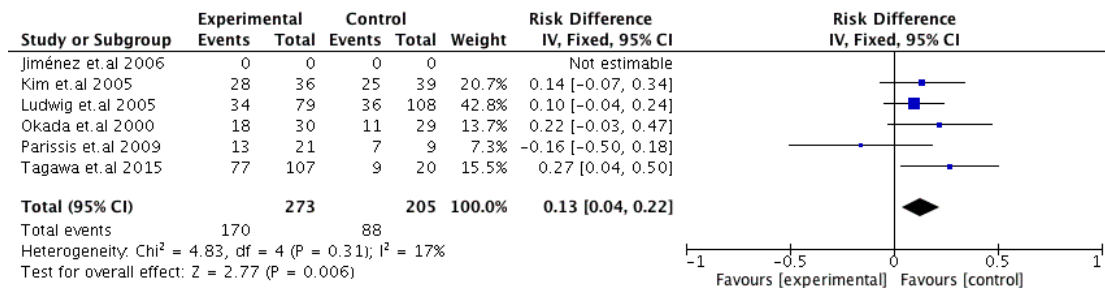 Experimental Control Risk Difference Risk Difference
Study or Subgroup Events Total Events Total Weight IV, Fixed, 95% CI IV, Fixed, 95% CI
Jiménez et.al 2006 0 0 0 0 Not estimable
Kim et.al 2005 28 36 25 39 20.7% 0.14 [-0.07, 0.34]
Ludwig et.al 2005 34 79 36 108 42.8% 0.10 [-0.04, 0.24]
Okada et.al 2000 18 30 11 29 13.7% 0.22 [-0.03, 0.47]
Parissis et.al 2009 13 21 7 9 7.3% -0.16 [-0.50, 0.18]
Tagawa et.al 2015 77 107 9 20 15.5% 0.27 [0.04, 0.50]
Total (95% CI) 273 205 100.0% 0.13 [0.04, 0.22]
Total events 170 88
Heterogeneity: Chi² = 4.83, df = 4 (P = 0.31); I² = 17%
Test for overall effect: Z = 2.77 (P = 0.006)
-1 -0.5 0 0.5 1
Favours [experimental] Favours [control]